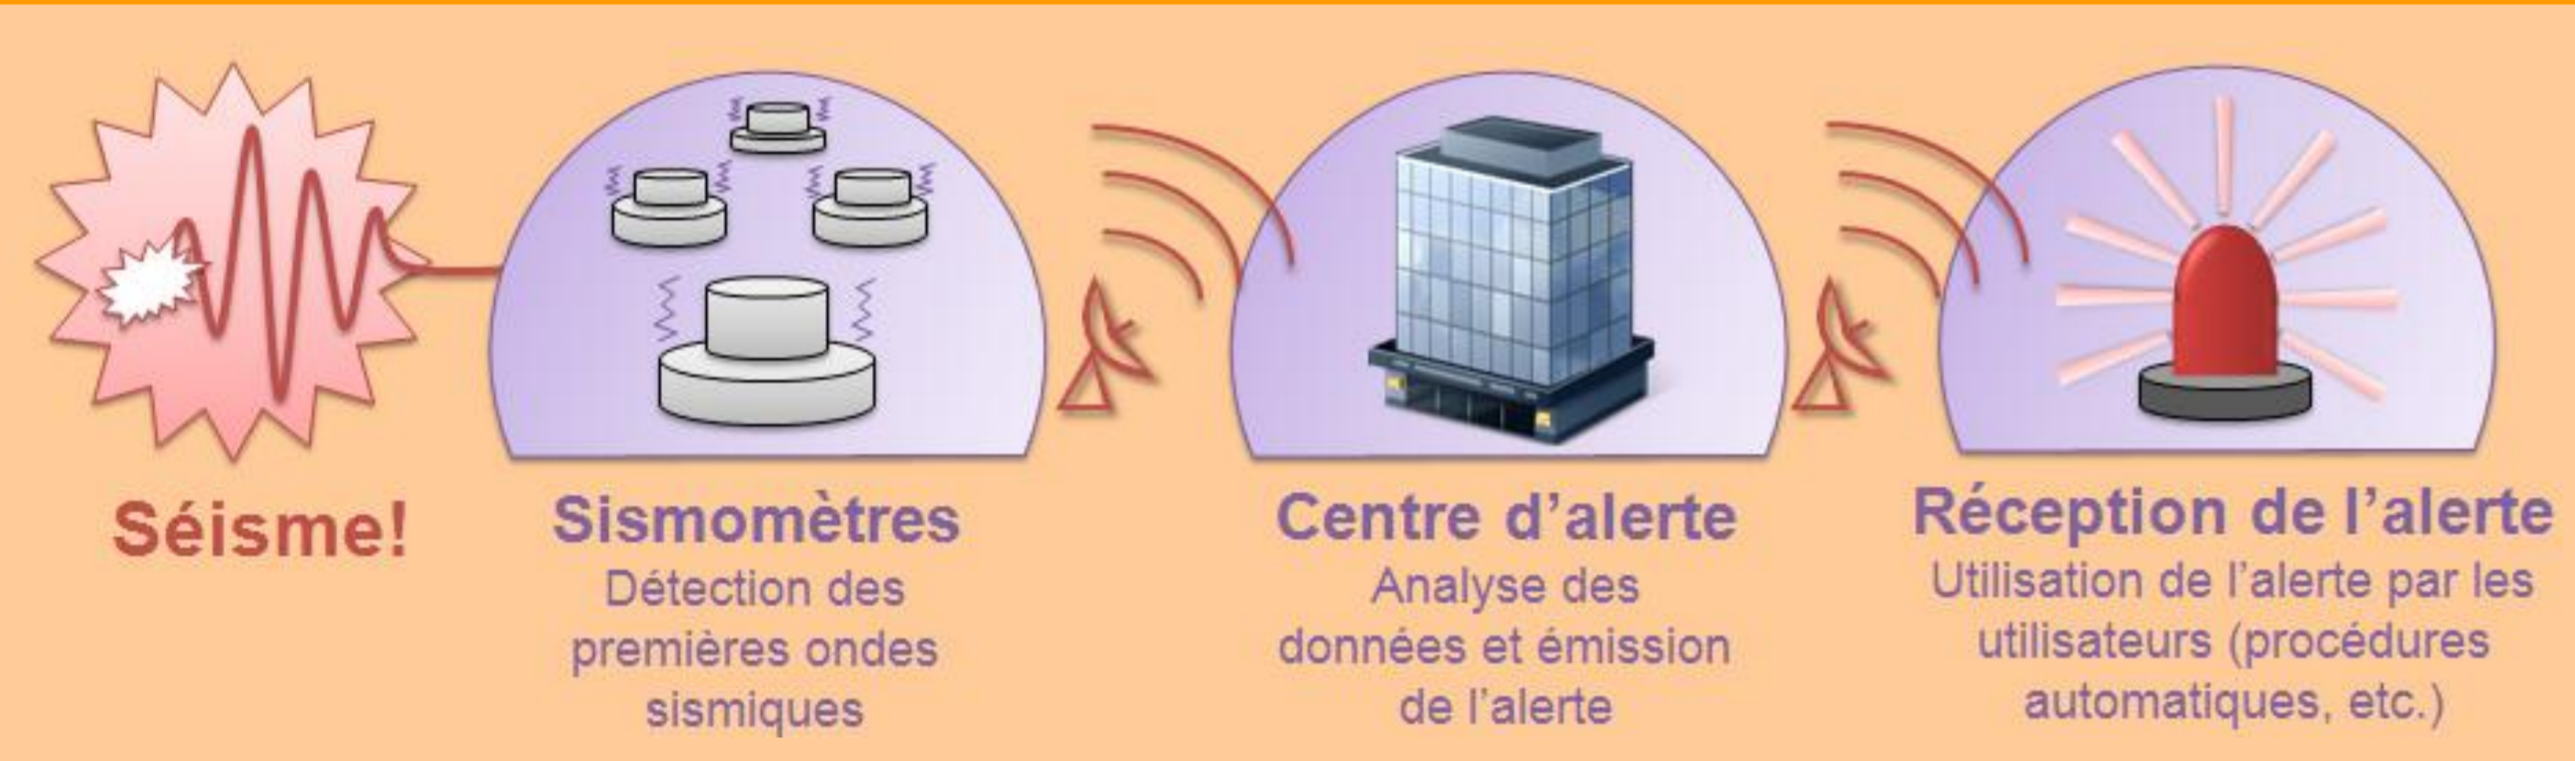 Séisme!
Sismomètres
Détection des
premières ondes
sismiques
Centre d'alerte
Analyse des
données et émission
de l'alerte
Réception de l'alerte
Utilisation de l'alerte par les
utilisateurs (procédures
automatiques, etc.)